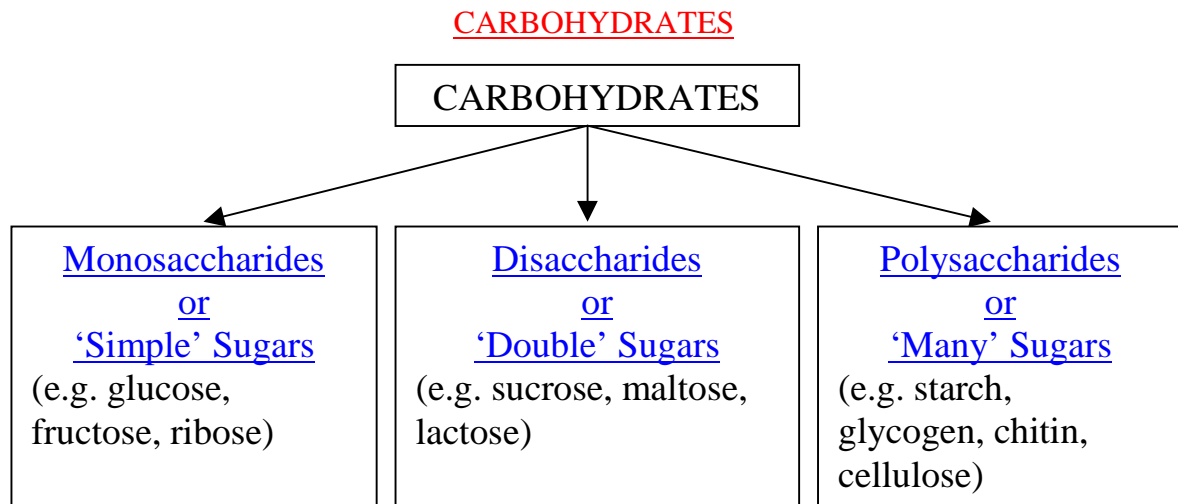 CARBOHYDRATES
CARBOHYDRATES
Monosaccharides
or
‘Simple’ Sugars
(e.g. glucose,
fructose, ribose)
Disaccharides
or
‘Double’ Sugars
(e.g. sucrose, maltose,
lactose)
Polysaccharides
or
‘Many’ Sugars
(e.g. starch,
glycogen, chitin,
cellulose)